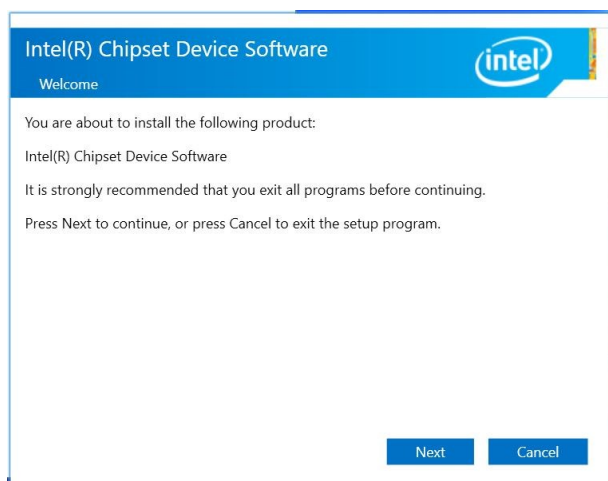 Intel(R) Chipset Device Software
intel
Welcome
You are about to install the following product:
Intel(R) Chipset Device Software
It is strongly recommended that you exit all programs before continuing.
Press Next to continue, or press Cancel to exit the setup program.
Next
Cancel